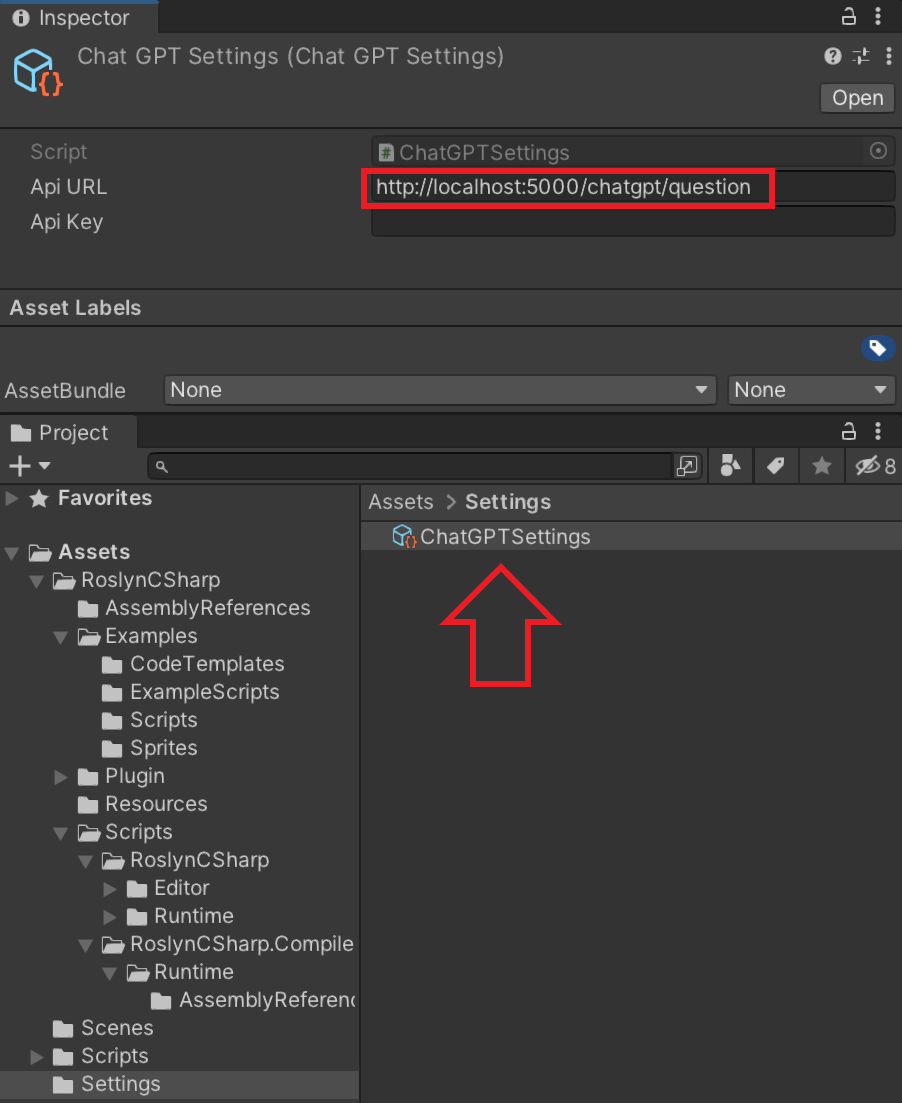 Inspector
Chat GPT Settings (Chat GPT Settings)
Open
Script
# ChatGPTSettings
Api URL
http://localhost:5000/chatgpt/question
Api Key
Asset Labels
AssetBundle
None
None
Project
8
Favorites
Assets
RoslynCSharp
AssemblyReferences
Examples
CodeTemplates
ExampleScripts
Scripts
Sprites
Plugin
Resources
Scripts
RoslynCSharp
Editor
Runtime
RoslynCSharp.Compile
Runtime
AssemblyReferenc
Scenes
Scripts
Settings
Assets > Settings
ChatGPTSettings